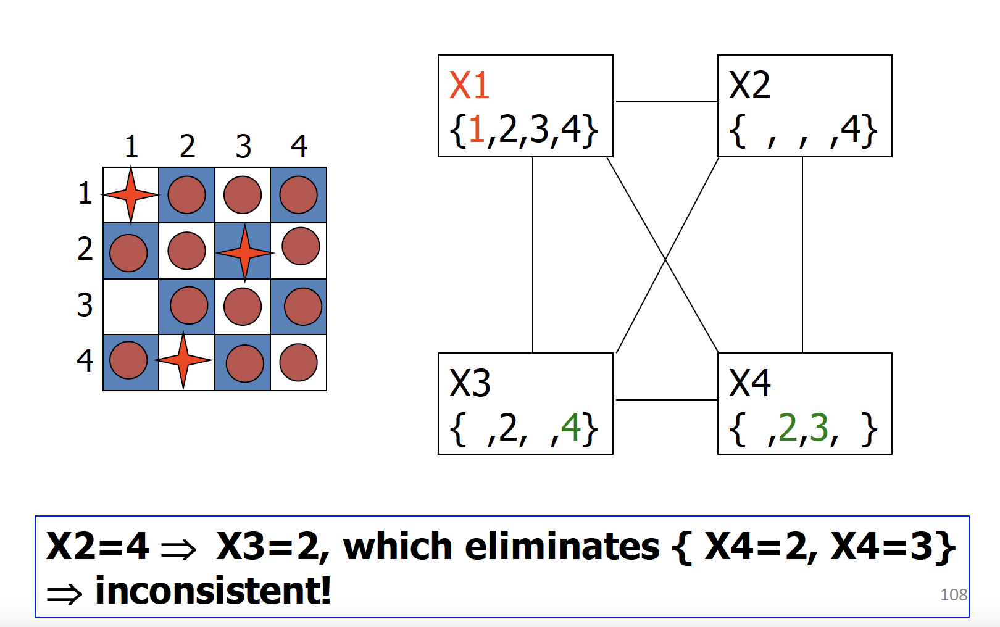 1 2 3 4
1
2
3
4
X1
{1,2,3,4}
X2
{ , , ,4}
X3
{ ,2, ,4}
X4
{ ,2,3, }
X2=4 ⇒ X3=2, which eliminates { X4=2, X4=3}
⇒ inconsistent!
108